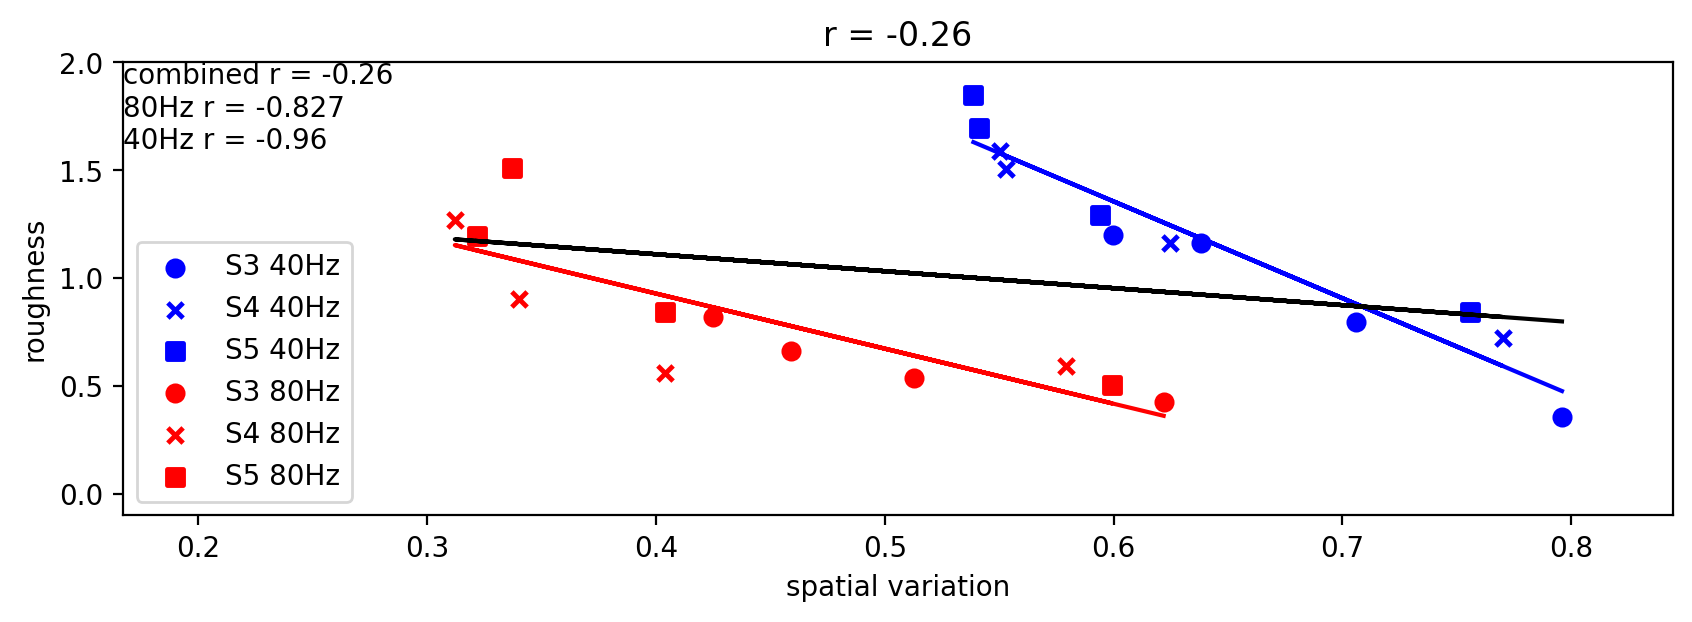 r = -0.26
combined r = -0.26
80Hz r = -0.827
40Hz r = -0.96
2.0
1.5
1.0
0.5
0.0
roughness
S3 40Hz
S4 40Hz
S5 40Hz
S3 80Hz
S4 80Hz
S5 80Hz
0.2 0.3 0.4 0.5 0.6 0.7 0.8
spatial variation